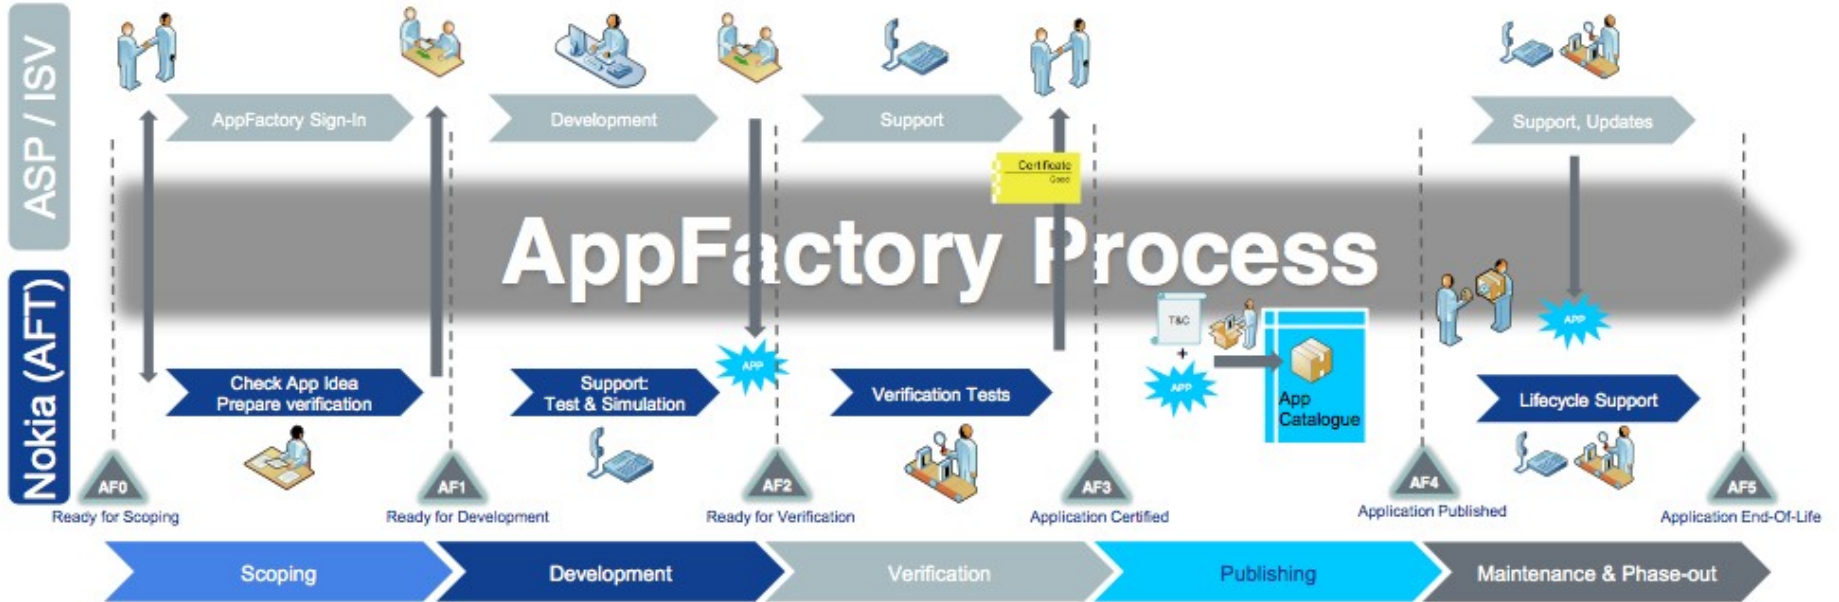 ASP / ISV
Nokia (AFT)
AppFactory Sign-In
Development
Support
Support, Updates
Certificate
Good
AppFactory Process
T&C
+
APP
APP
APP
App
Catalogue
Check App Idea
Prepare verification
Support:
Test & Simulation
Verification Tests
Lifecycle Support
AF0
AF1
AF2
AF3
AF4
AF5
Ready for Scoping
Ready for Development
Ready for Verification
Application Certified
Application Published
Application End-Of-Life
Scoping
Development
Verification
Publishing
Maintenance & Phase-out